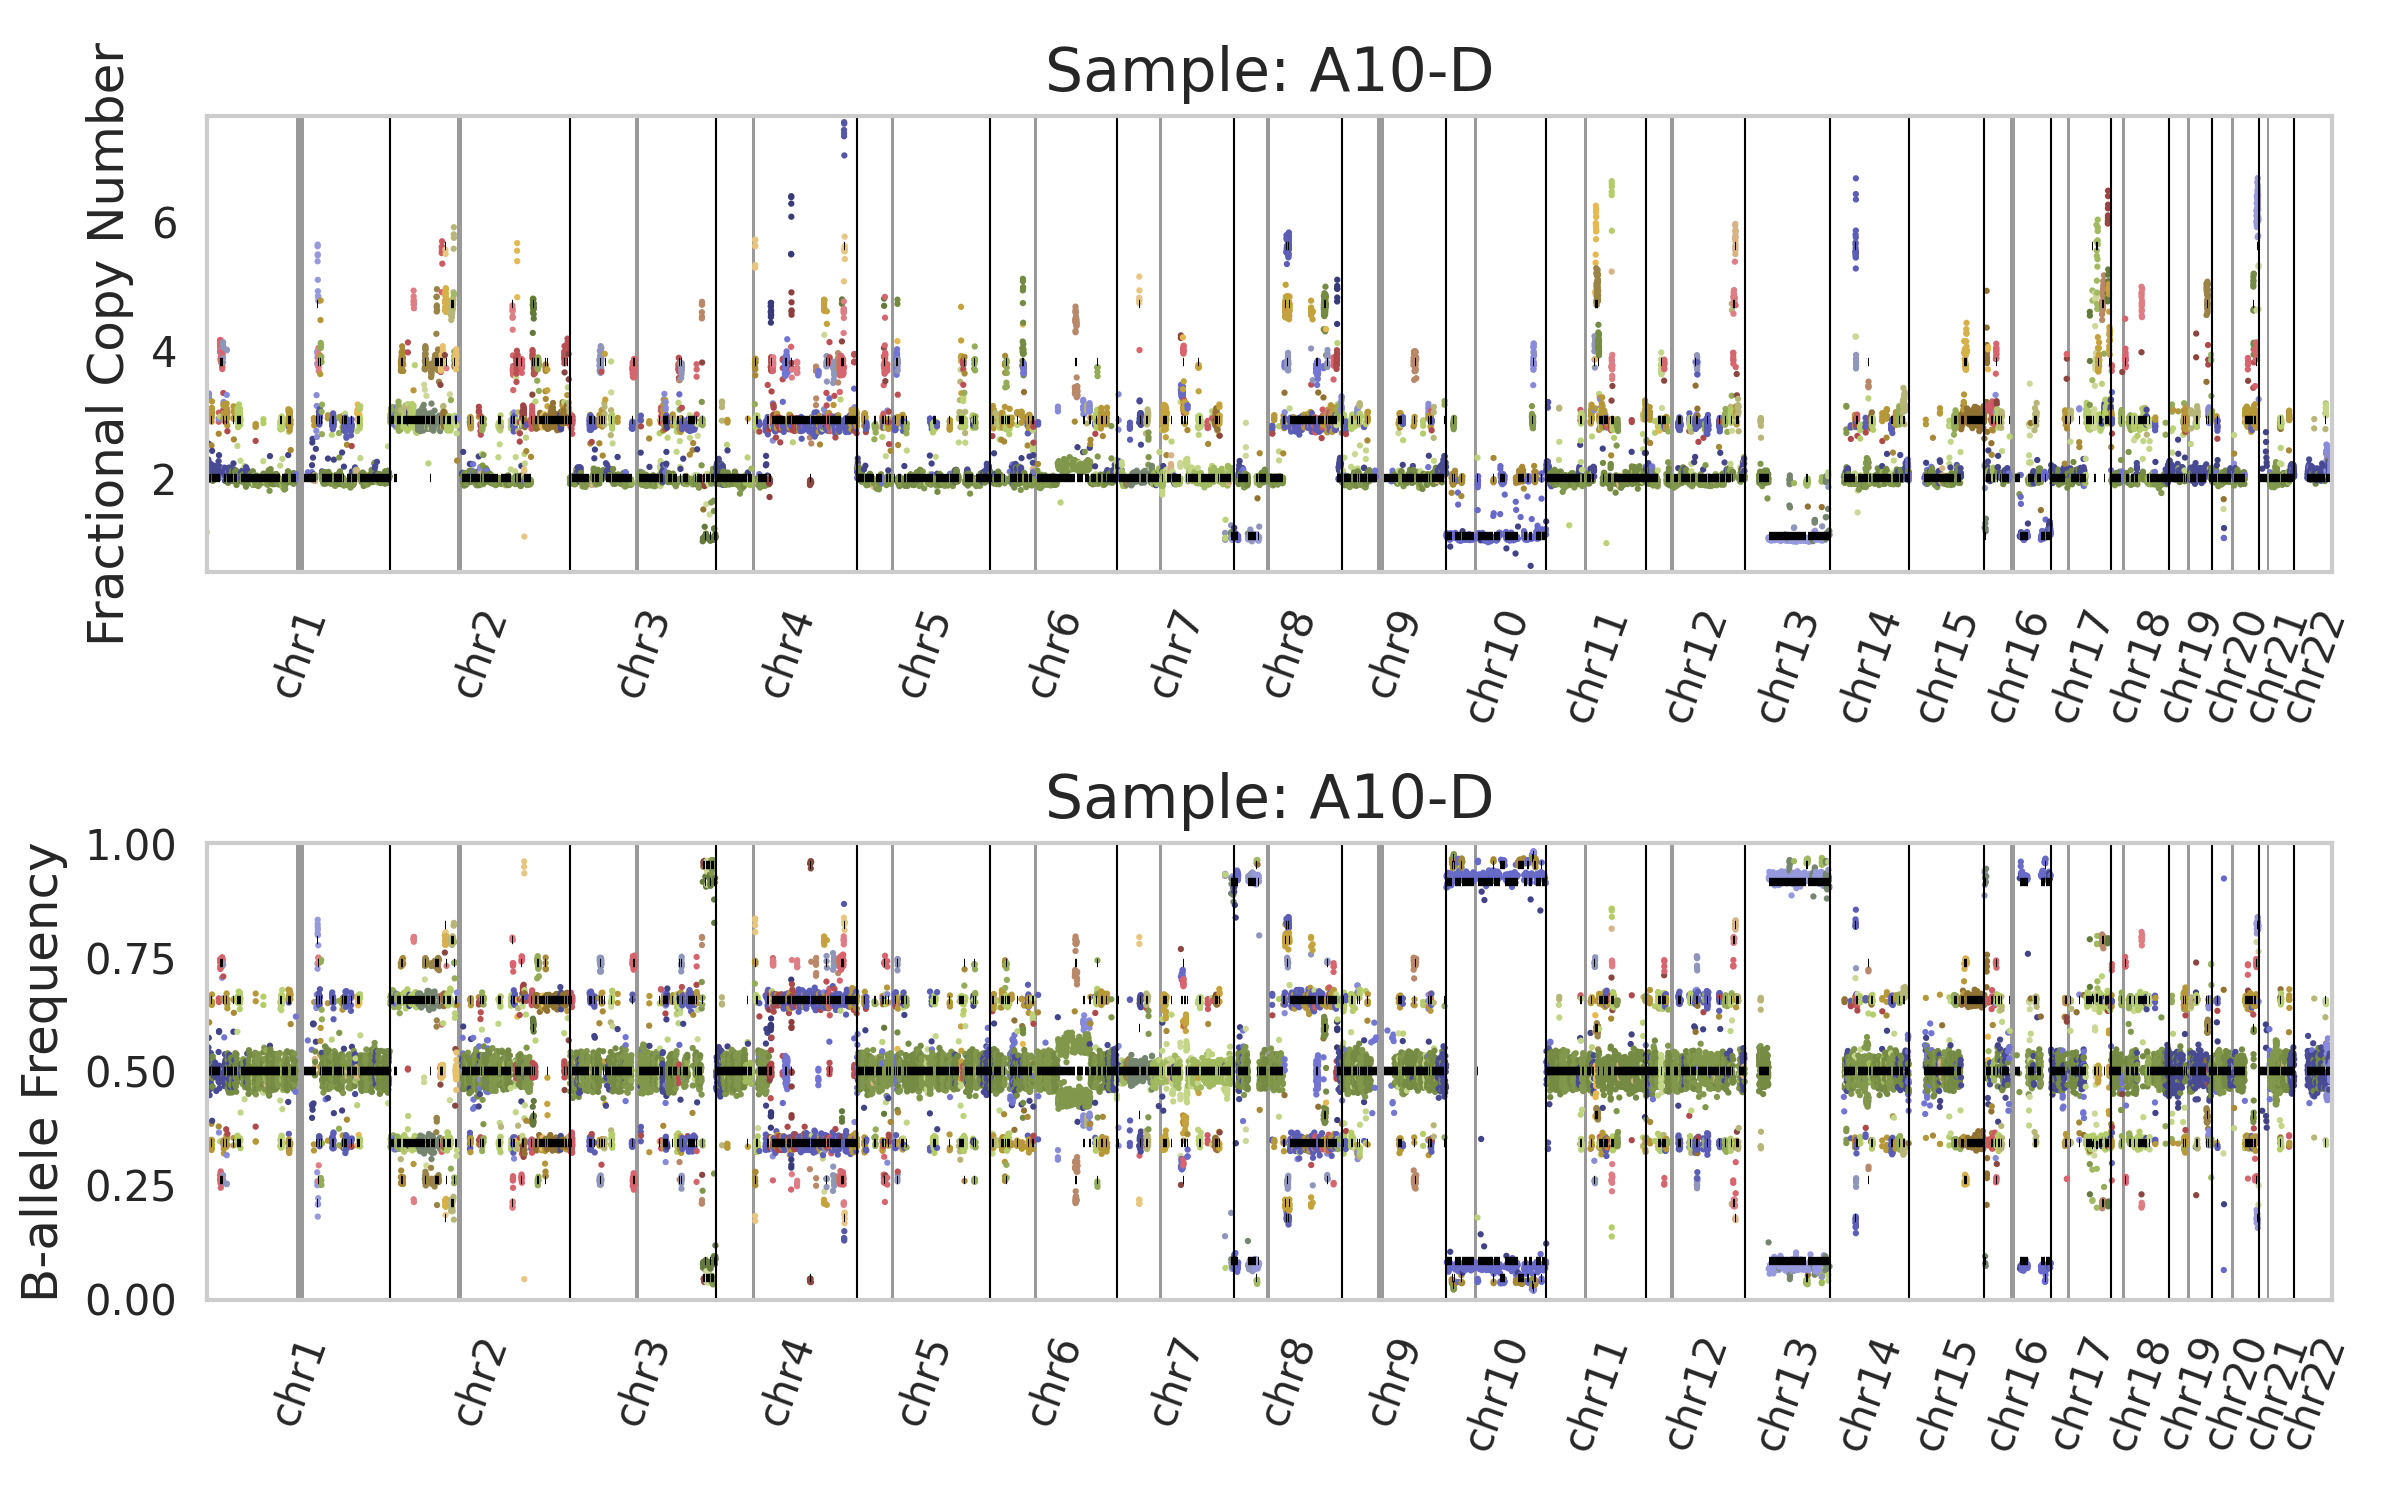 Sample: A10-D
Fractional Copy Number
6
4
2
chr1 chr2 chr3 chr4 chr5 chr6 chr7 chr8 chr9 chr10 chr11 chr12 chr13 chr14 chr15 chr16 chr17 chr18 chr19 chr20 chr21 chr22
Sample: A10-D
B-allele Frequency
1.00
0.75
0.50
0.25
0.00
chr1 chr2 chr3 chr4 chr5 chr6 chr7 chr8 chr9 chr10 chr11 chr12 chr13 chr14 chr15 chr16 chr17 chr18 chr19 chr20 chr21 chr22